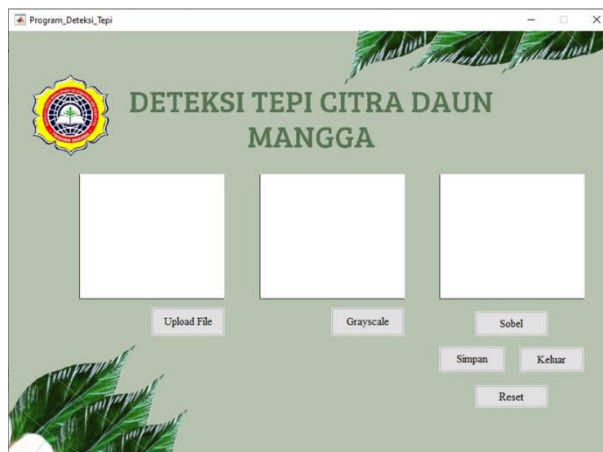 Program_Deteksi_Tepi
DETEKSI TEPI CITRA DAUN
MANGGA
Upload File
Grayscale
Sobel
Simpan
Keluar
Reset